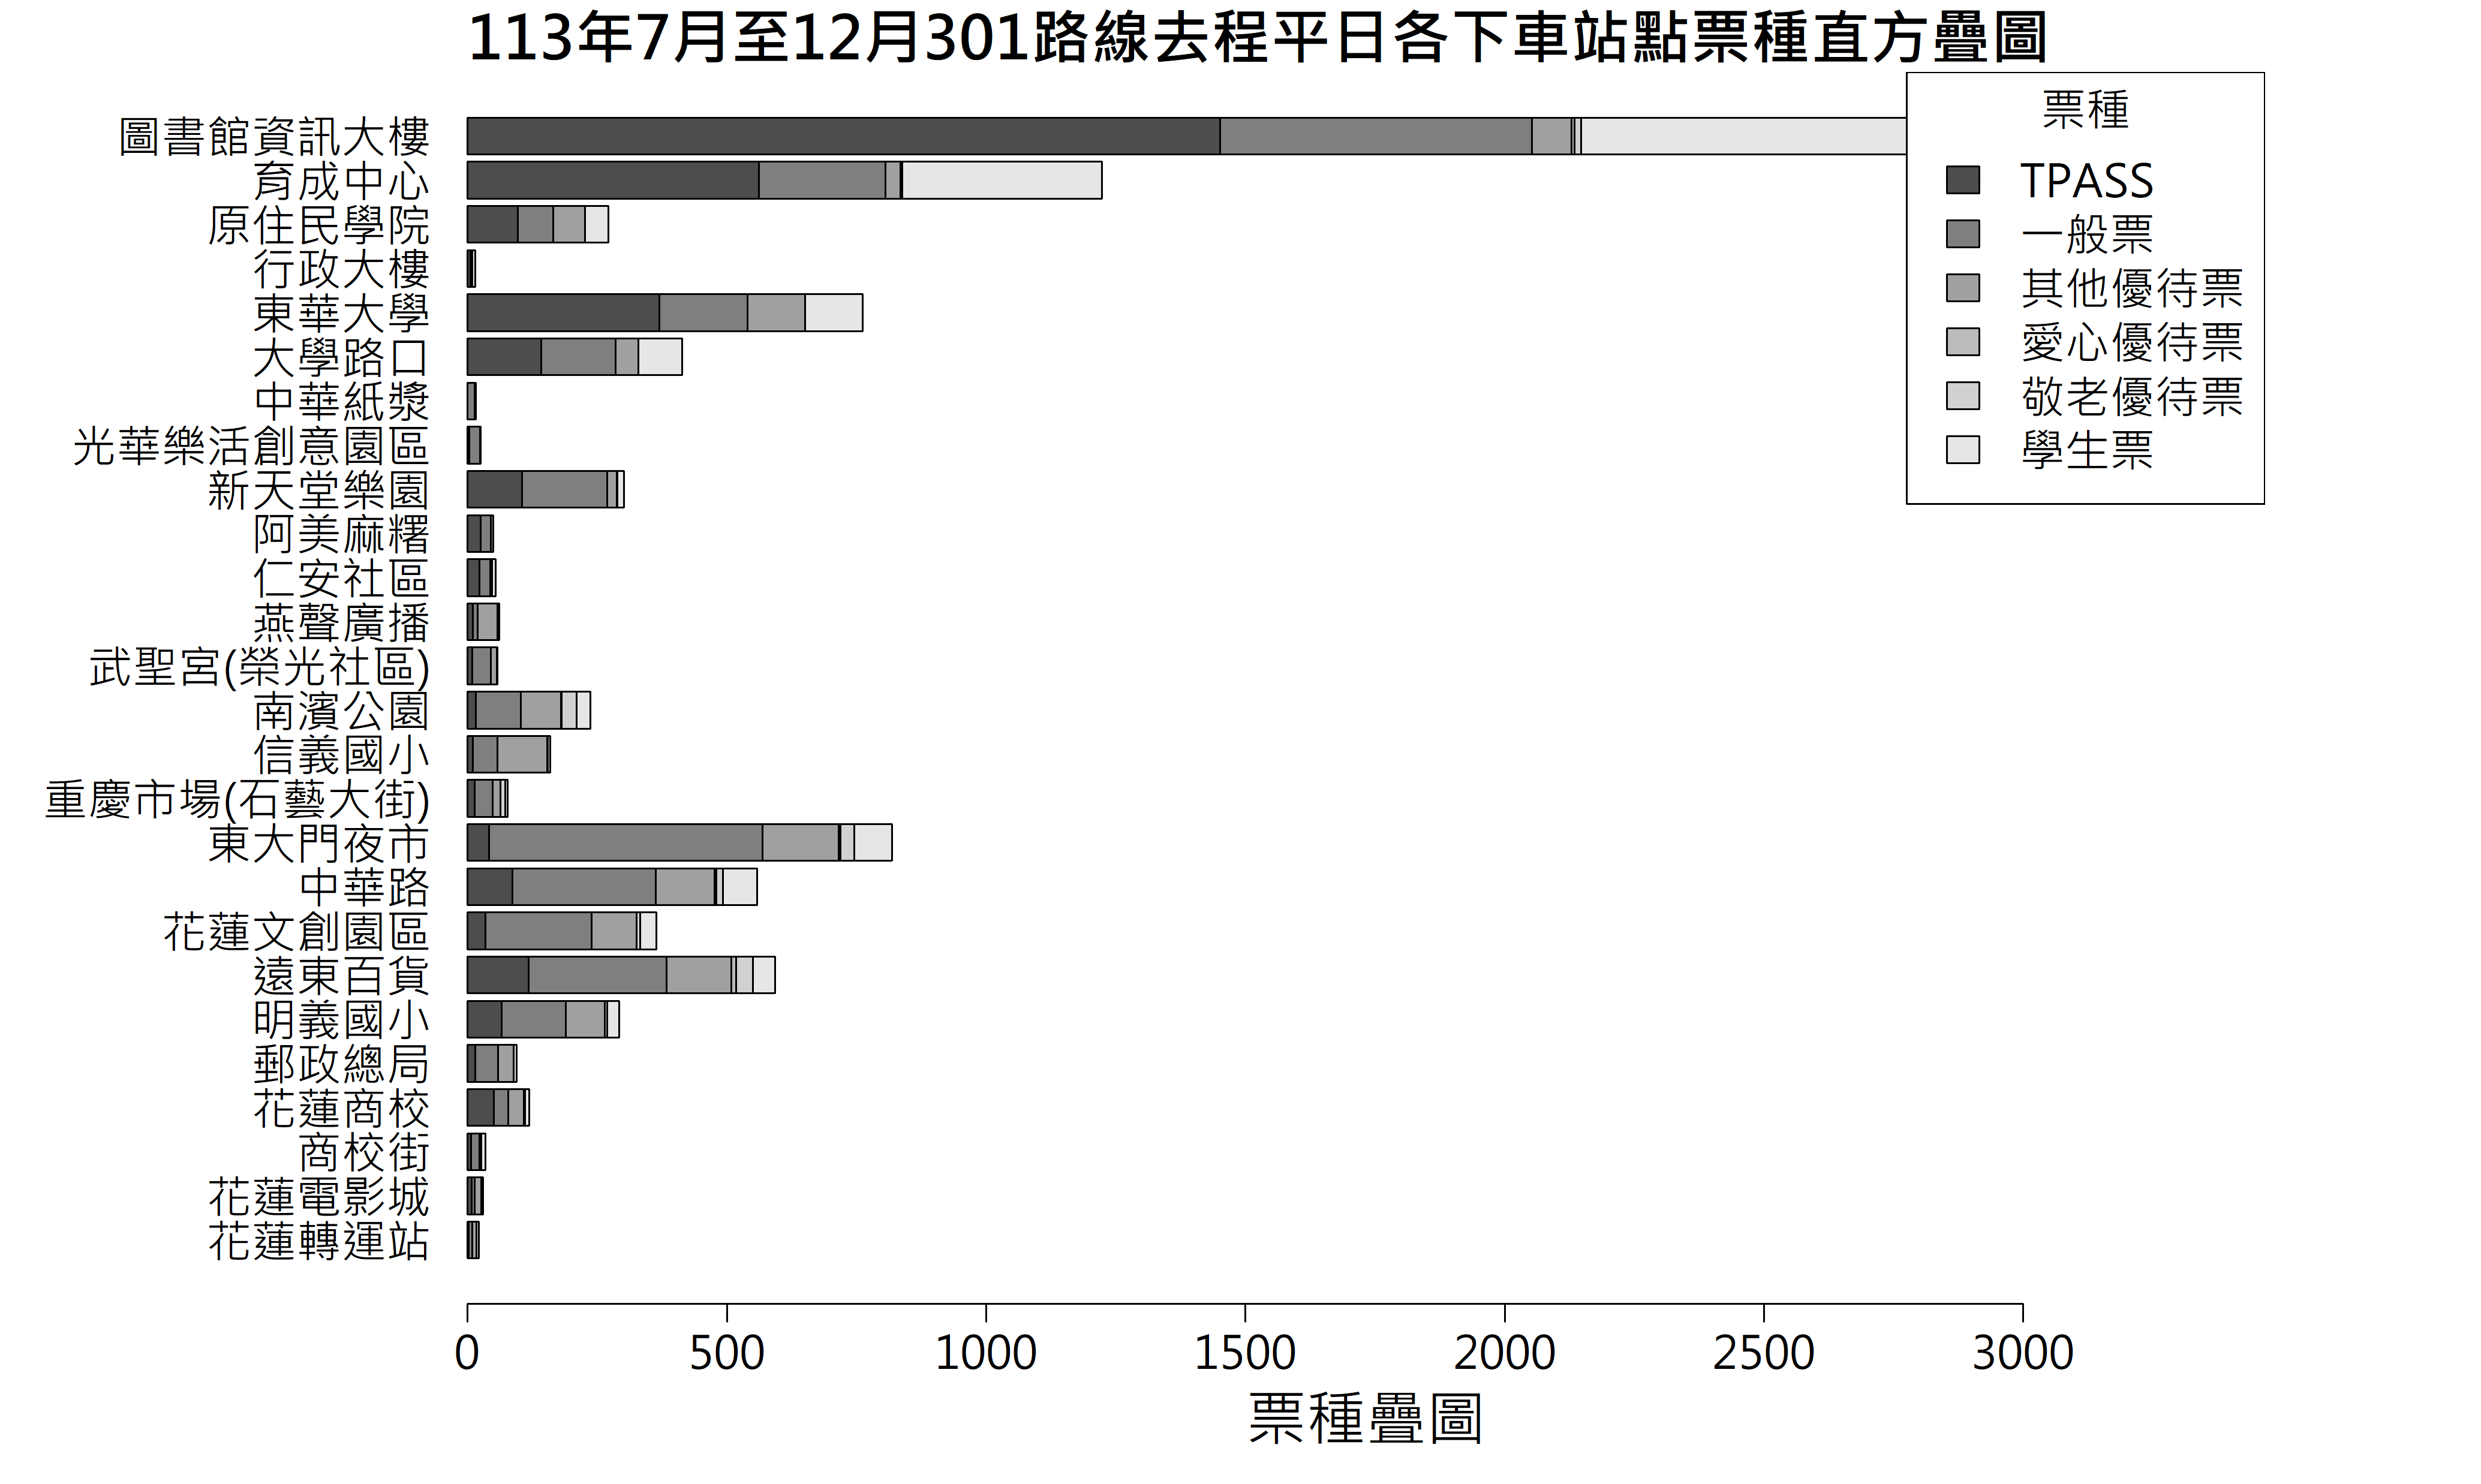 113年7月至12月301路線去程平日各下車站點票種直方疊圖
票種
TPASS
一般票
其他優待票
愛心優待票
敬老優待票
學生票
圖書館資訊大樓
育成中心
原住民學院
行政大樓
東華大學
大學路口
中華紙漿
光華樂活創意園區
新天堂樂園
阿美麻糬
仁安社區
燕聲廣播
武聖宮(榮光社區)
南濱公園
信義國小
重慶市場(石藝大街)
東大門夜市
中華路
花蓮文創園區
遠東百貨
明義國小
郵政總局
花蓮商校
商校街
花蓮電影城
花蓮轉運站
0 500 1000 1500 2000 2500 3000
票種疊圖